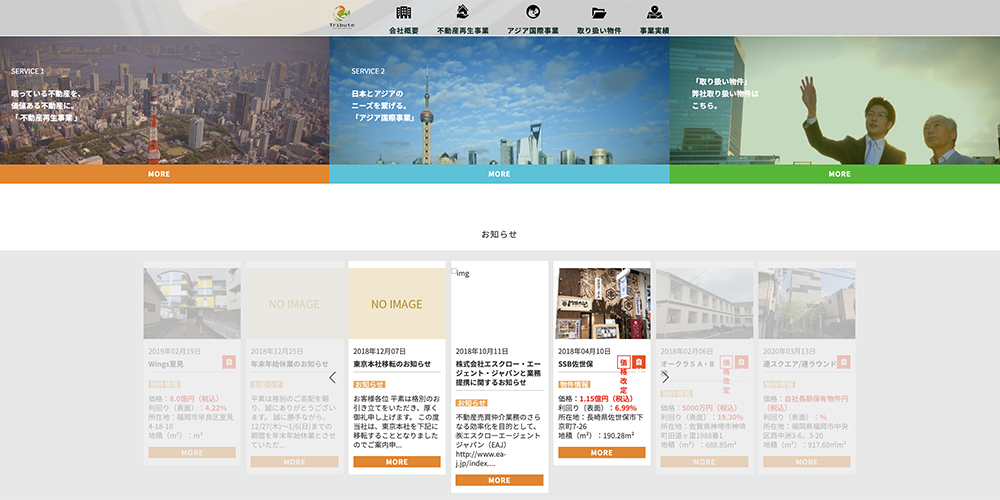 Tribute
会社概要
不動産再生事業
アジア国際事業
取り扱い物件
事業実績
SERVICE 1
眠っている不動産を、
価値ある不動産に。
「 不動産再生事業 」
MORE
SERVICE 2
日本とアジアの
ニーズを繋げる。
「アジア国際事業」
MORE
「取り扱い物件」
弊社取り扱い物件は
こちら。
MORE
お知らせ
2019年02月19日
Wings室見
物件情報
価格：8.0億円（税込）
利回り（表面）：4.22%
所在地：福岡市早良区室見
4-18-10
地積（m²）：m²
MORE
NO IMAGE
2018年12月25日
年末年始休業のお知らせ
お知らせ
平素は格別のご高配を賜
り、誠にありがとうござい
ます。 誠に勝手ながら、
12/27(木)〜1/6(日)までの
期間を年末年始休業とさせ
ていただ...
MORE
NO IMAGE
2018年12月07日
東京本社移転のお知らせ
お知らせ
お客様各位 平素は格別のお
引き立てをいただき、厚く
御礼申し上げます。 この度
当社は、東京本社を下記に
移転することとなりました
のでご案内申...
MORE
img
2018年10月11日
株式会社エスクロー・エー
ジェント・ジャパンと業務
提携に関するお知らせ
お知らせ
不動産売買仲介業務のさら
なる効率化を目的として、
㈱エスクローエージェント
ジャパン（EAJ）
http://www.ea-
j.jp/index....
MORE
2018年04月10日
SSB佐世保
価格改定
物件情報
価格：1.15億円（税込）
利回り（表面）：6.99%
所在地：長崎県佐世保市下
京町7-26
地積（m²）：190.28m²
MORE
2018年02月06日
オークラ５Ａ・B
価格改定
物件情報
価格：5000万円（税込）
利回り（表面）：19.30%
所在地：佐賀県神埼市神埼
町田道ヶ里1988番1
地積（m²）：688.85m²
MORE
2020年03月13日
連スクエア/連ラウンド
物件情報
価格：自社長期保有物件円
（税込）
利回り（表面）：%
所在地：福岡県福岡市中央
区西中洲3-6、3-20
地積（m²）：517.60m²m²
MORE